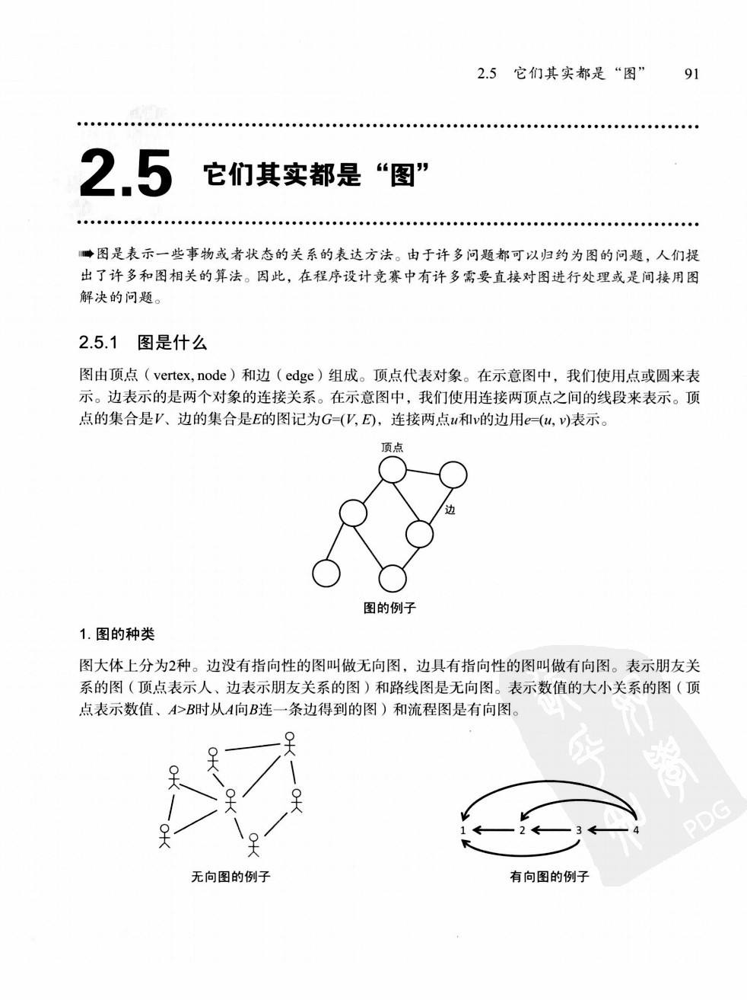 2.5 它们其实都是“图” 91
2.5 它们其实都是“图”
➠图是表示一些事物或者状态的关系的表达方法。由于许多问题都可以归约为图的问题，人们提
出了许多和图相关的算法。因此，在程序设计竞赛中有许多需要直接对图进行处理或是间接用图
解决的问题。
2.5.1 图是什么
图由顶点（vertex, node）和边（edge）组成。顶点代表对象。在示意图中，我们使用点或圆来表
示。边表示的是两个对象的连接关系。在示意图中，我们使用连接两顶点之间的线段来表示。顶
点的集合是V、边的集合是E的图记为G=(V, E)，连接两点u和v的边用e=(u, v)表示。
顶点
边
图的例子
1. 图的种类
图大体上分为2种。边没有指向性的图叫做无向图，边具有指向性的图叫做有向图。表示朋友关
系的图（顶点表示人、边表示朋友关系的图）和路线图是无向图。表示数值的大小关系的图（顶
点表示数值、A>B时从A向B连一条边得到的图）和流程图是有向图。
1 2 3 4
PDG
无向图的例子 有向图的例子